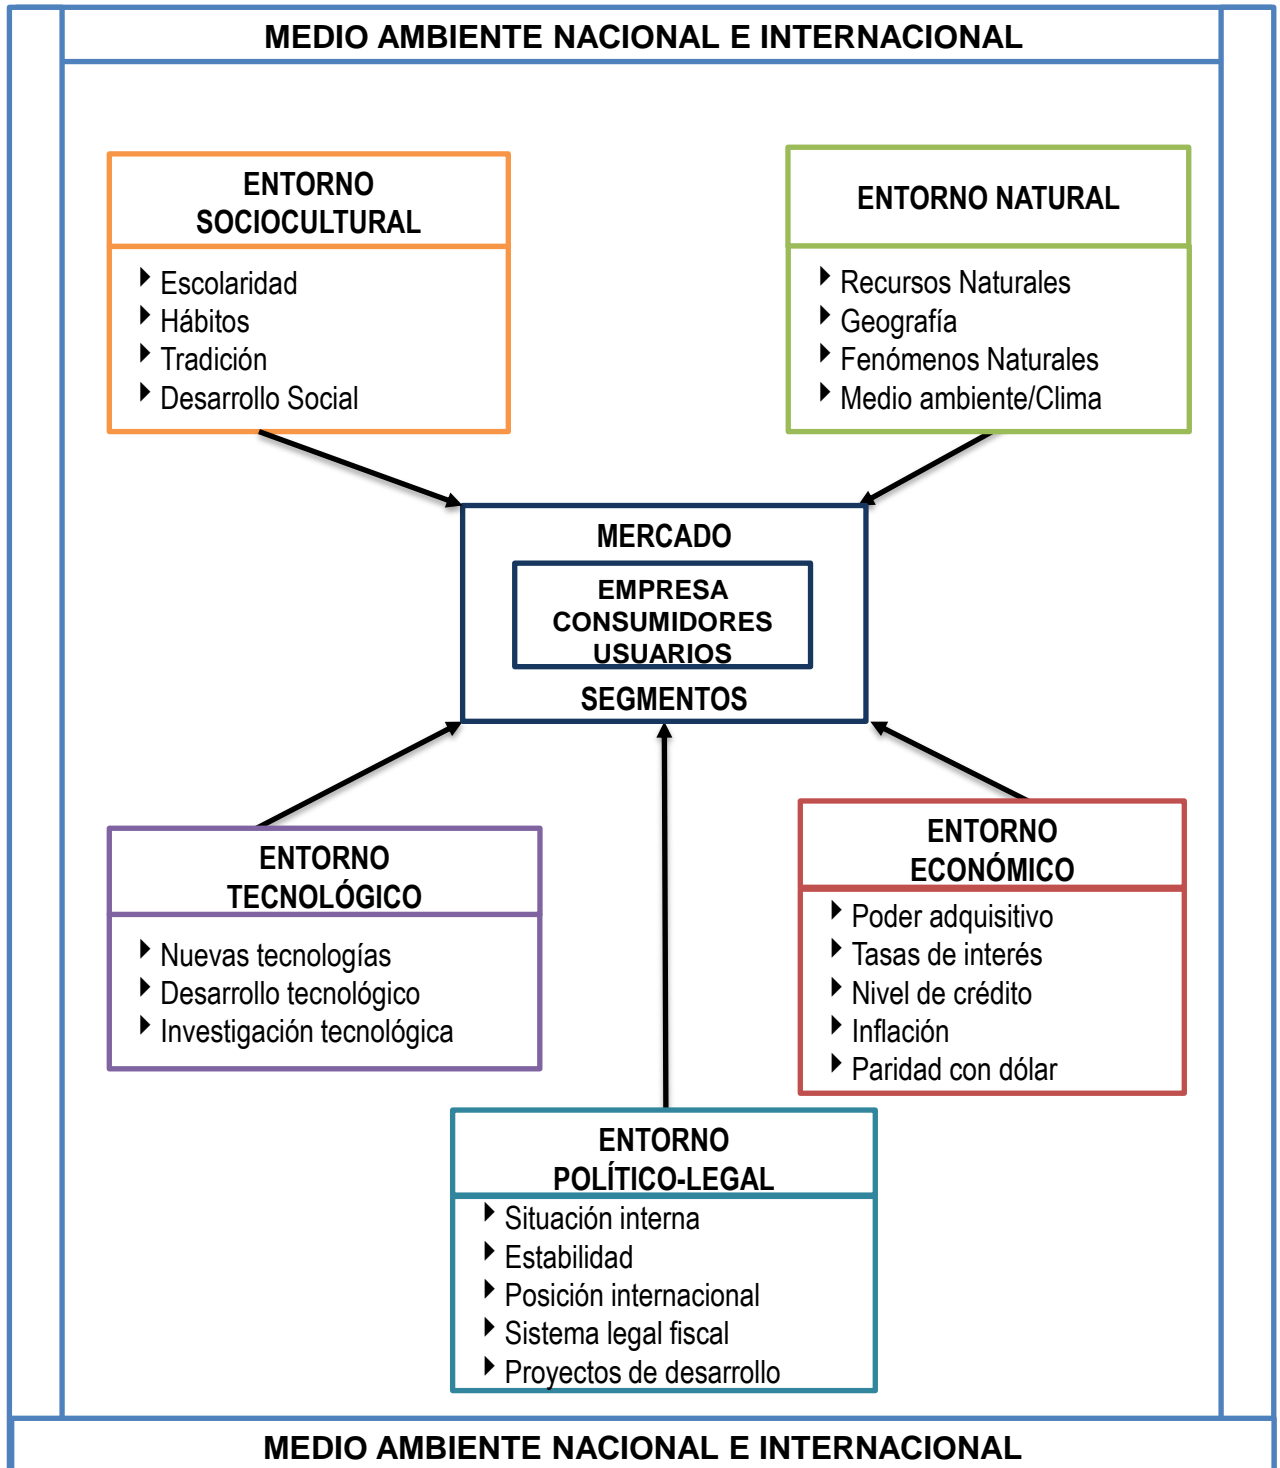 MEDIO AMBIENTE NACIONAL E INTERNACIONAL
ENTORNO
SOCIOCULTURAL
Escolaridad
Hábitos
Tradición
Desarrollo Social
ENTORNO NATURAL
Recursos Naturales
Geografía
Fenómenos Naturales
Medio ambiente/Clima
MERCADO
EMPRESA
CONSUMIDORES
USUARIOS
SEGMENTOS
ENTORNO
TECNOLÓGICO
Nuevas tecnologías
Desarrollo tecnológico
Investigación tecnológica
ENTORNO
ECONÓMICO
Poder adquisitivo
Tasas de interés
Nivel de crédito
Inflación
Paridad con dólar
ENTORNO
POLÍTICO-LEGAL
Situación interna
Estabilidad
Posición internacional
Sistema legal fiscal
Proyectos de desarrollo
MEDIO AMBIENTE NACIONAL E INTERNACIONAL